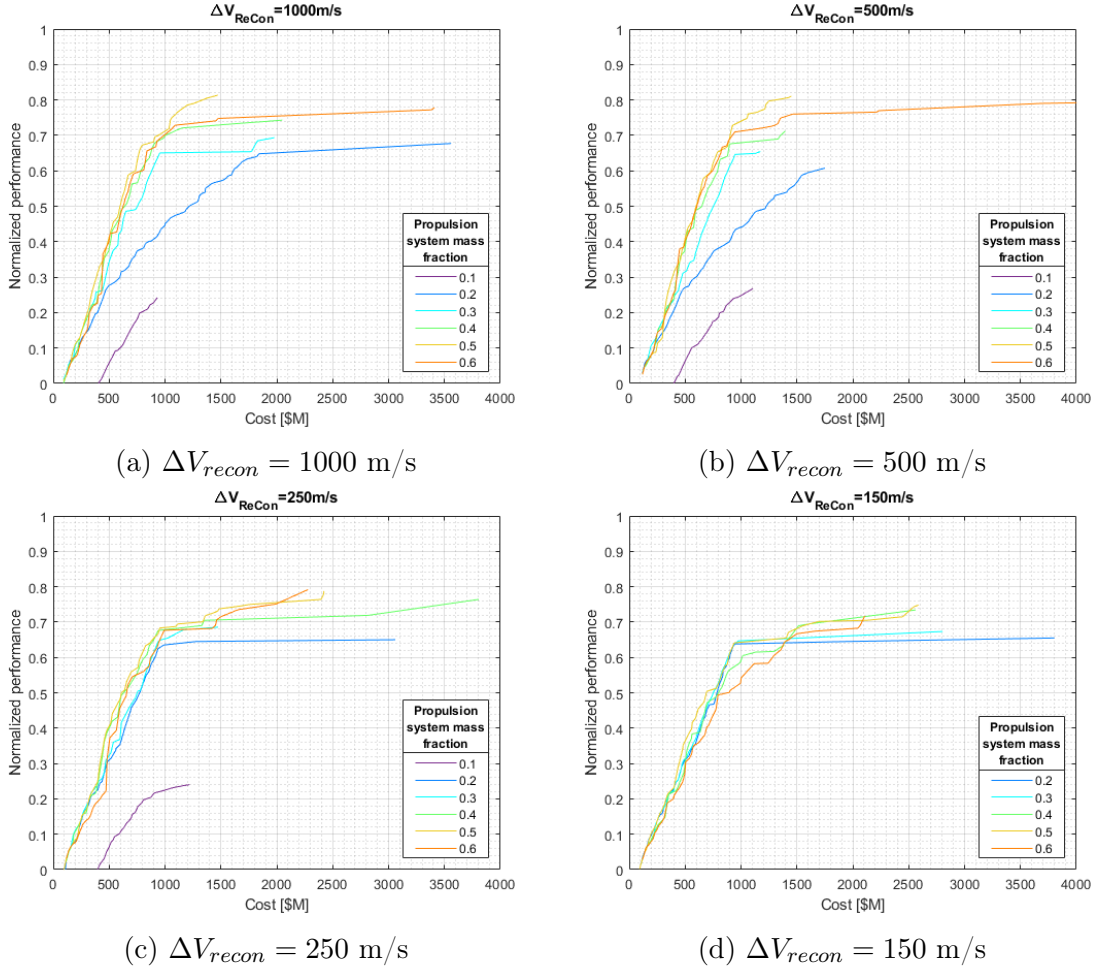 ΔV_ReCon=1000m/s
1
0.9
0.8
0.7
0.6
0.5
0.4
0.3
0.2
0.1
0
Normalized performance
Propulsion
system mass
fraction
0.1
0.2
0.3
0.4
0.5
0.6
0 500 1000 1500 2000 2500 3000 3500 4000
Cost [$M]
(a) ΔV_recon = 1000 m/s
ΔV_ReCon=500m/s
1
0.9
0.8
0.7
0.6
0.5
0.4
0.3
0.2
0.1
0
Normalized performance
Propulsion
system mass
fraction
0.1
0.2
0.3
0.4
0.5
0.6
0 500 1000 1500 2000 2500 3000 3500 4000
Cost [$M]
(b) ΔV_recon = 500 m/s
ΔV_ReCon=250m/s
1
0.9
0.8
0.7
0.6
0.5
0.4
0.3
0.2
0.1
0
Normalized performance
Propulsion
system mass
fraction
0.1
0.2
0.3
0.4
0.5
0.6
0 500 1000 1500 2000 2500 3000 3500 4000
Cost [$M]
(c) ΔV_recon = 250 m/s
ΔV_ReCon=150m/s
1
0.9
0.8
0.7
0.6
0.5
0.4
0.3
0.2
0.1
0
Normalized performance
Propulsion
system mass
fraction
0.2
0.3
0.4
0.5
0.6
0 500 1000 1500 2000 2500 3000 3500 4000
Cost [$M]
(d) ΔV_recon = 150 m/s